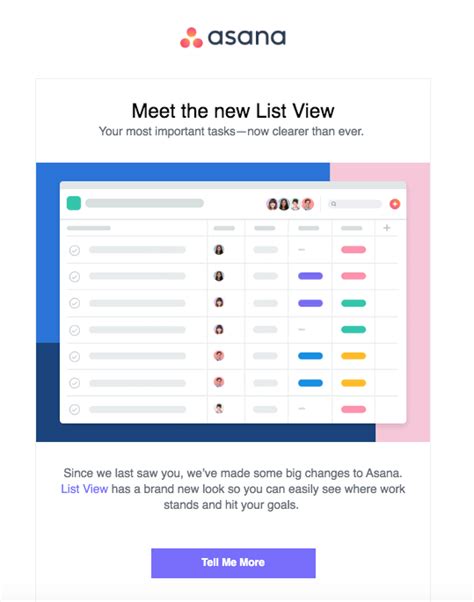 asana
Meet the new List View
Your most important tasks—now clearer than ever.
Since we last saw you, we've made some big changes to Asana.
List View has a brand new look so you can easily see where work
stands and hit your goals.
Tell Me More